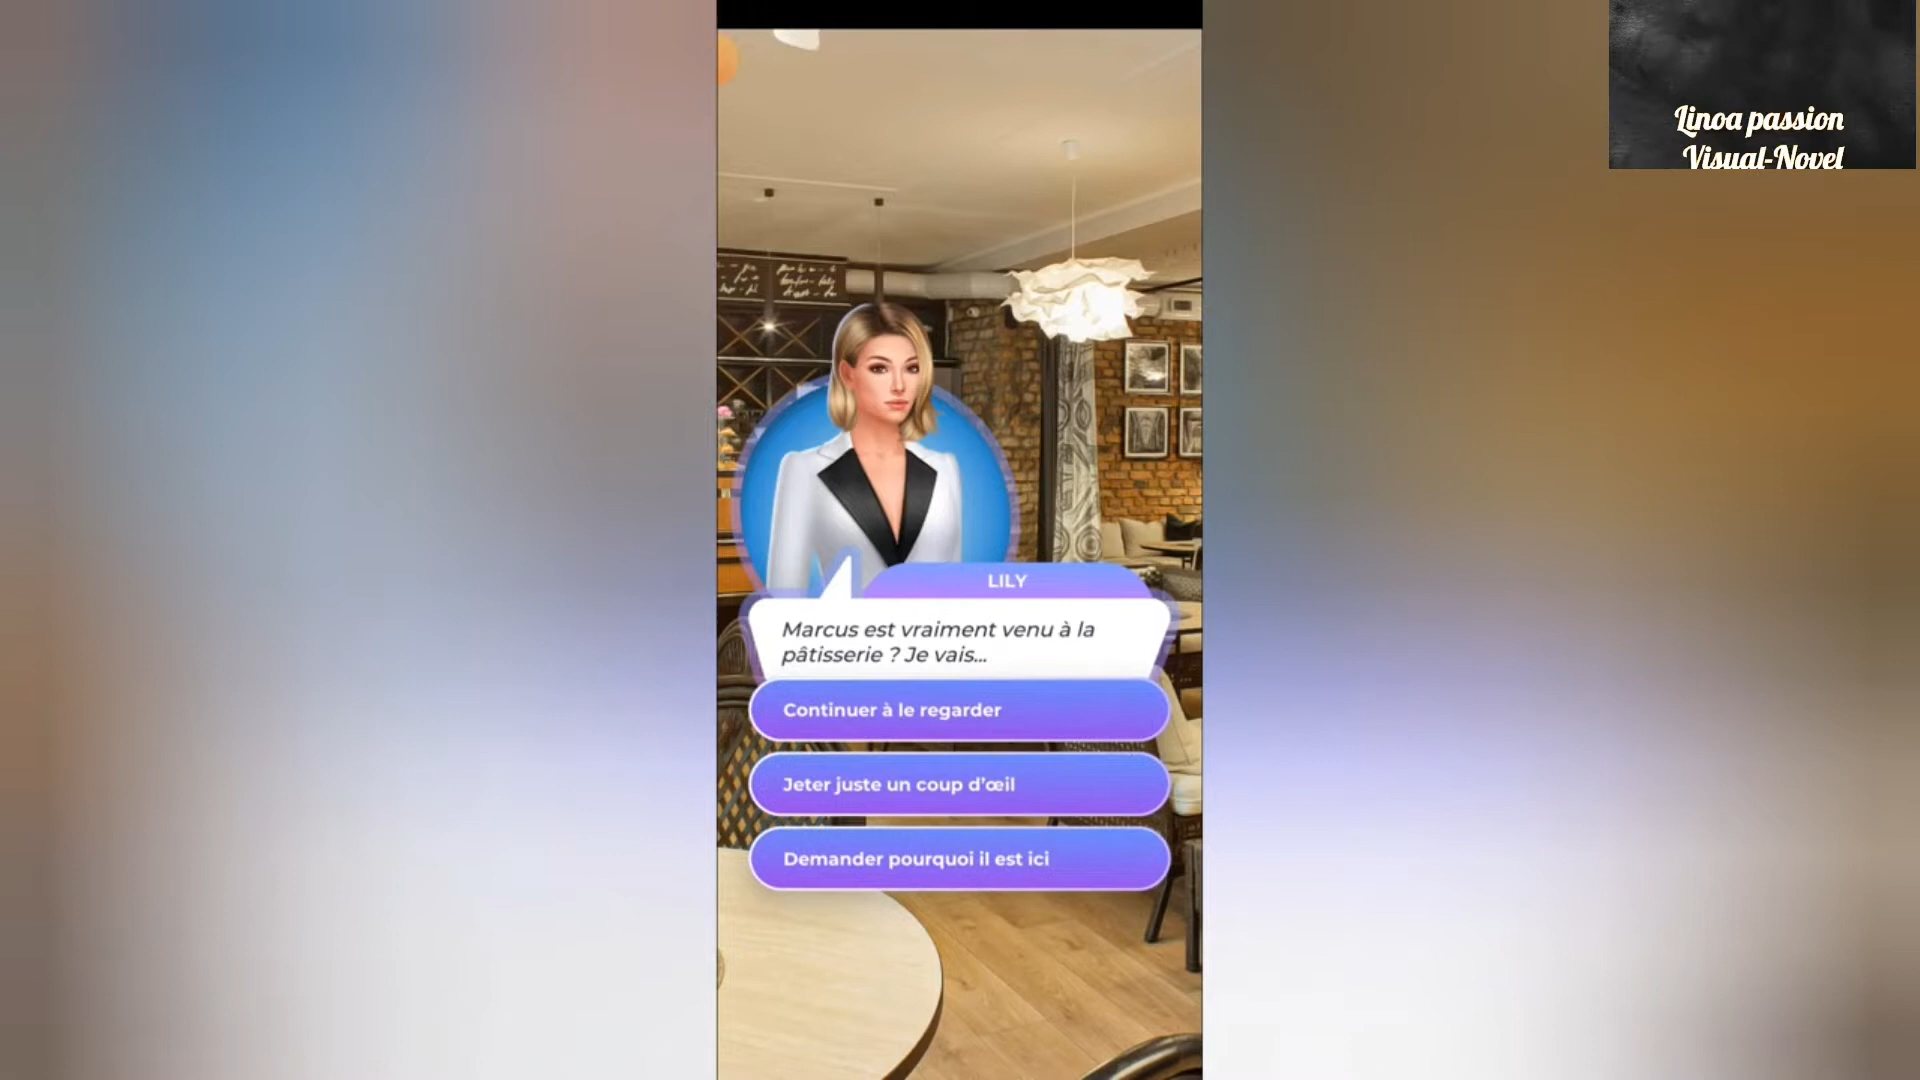 Linoa passion
Visual-Novel
LILY
Marcus est vraiment venu à la
pâtisserie ? Je vais...
Continuer à le regarder
Jeter juste un coup d'œil
Demander pourquoi il est ici